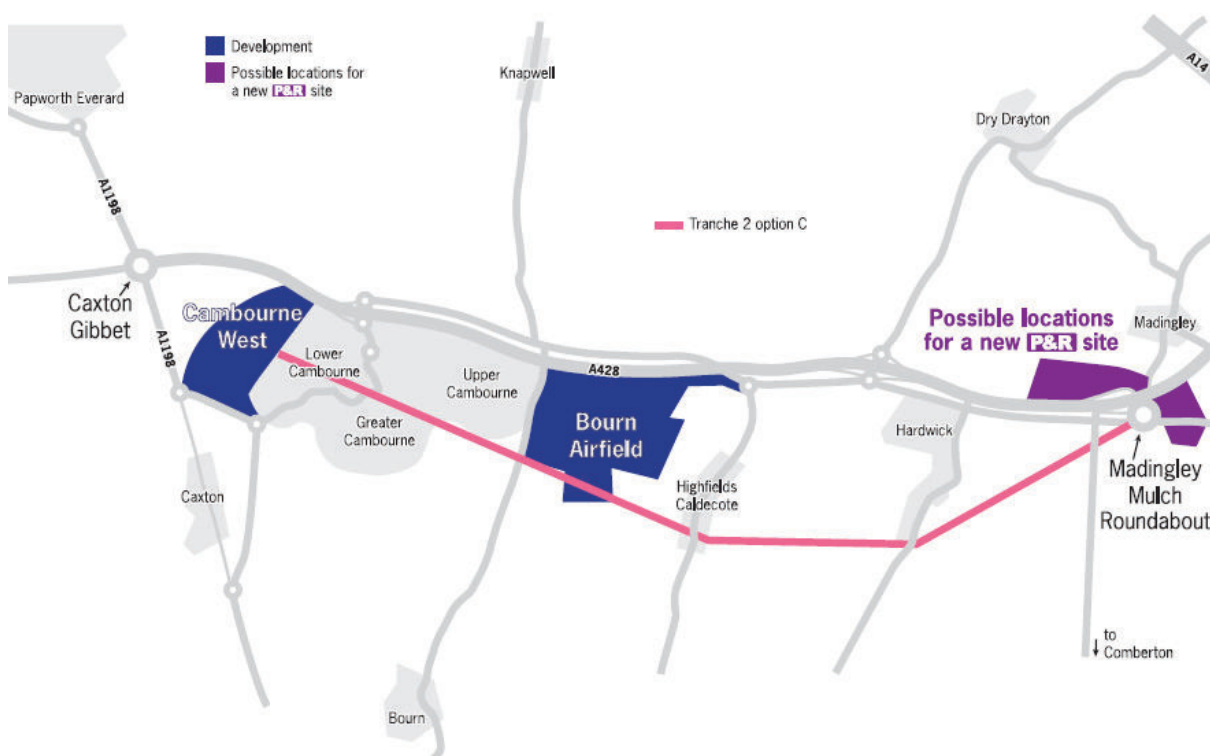 Development
Possible locations for
a new P&R site
Papworth Everard
Knapwell
A14
Dry Drayton
A1198
Tranche 2 option C
Caxton
Gibbet
Cambourne
West
A1198
Lower
Cambourne
Upper
Cambourne
A428
Greater
Cambourne
Bourn
Airfield
Possible locations
for a new P&R site
Madingley
Hardwick
Caxton
Highfields
Caldecote
Madingley
Mulch
Roundabout
to
Comberton
Bourn